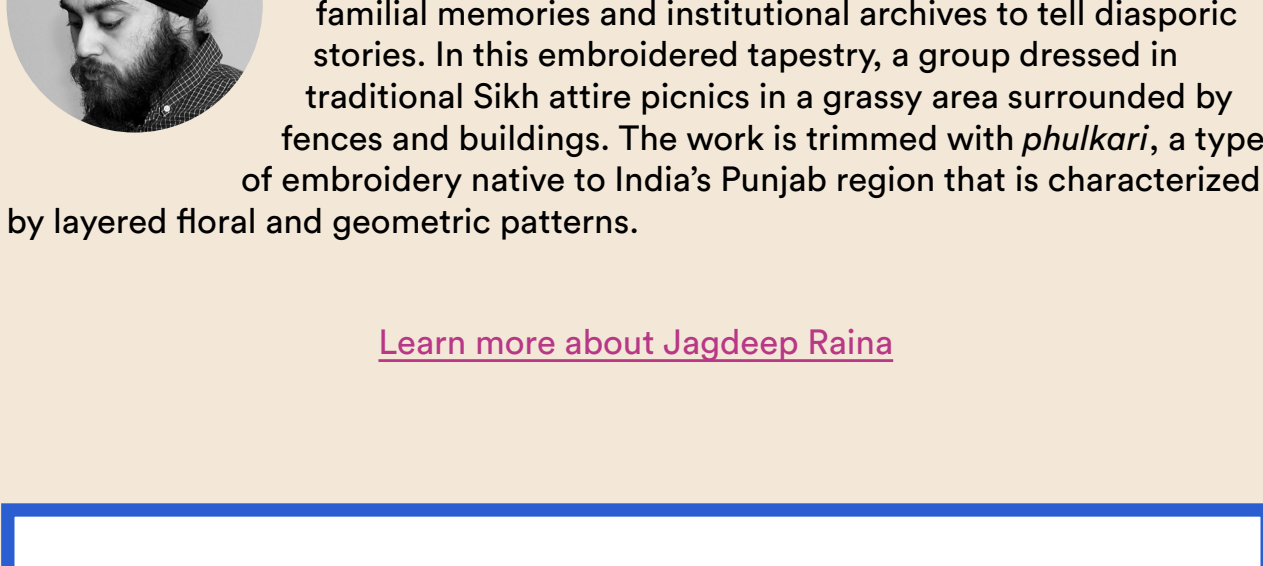 familial memories and institutional archives to tell diasporic
stories. In this embroidered tapestry, a group dressed in
traditional Sikh attire picnics in a grassy area surrounded by
fences and buildings. The work is trimmed with phulkari, a type
of embroidery native to India’s Punjab region that is characterized
by layered floral and geometric patterns.
Learn more about Jagdeep Raina